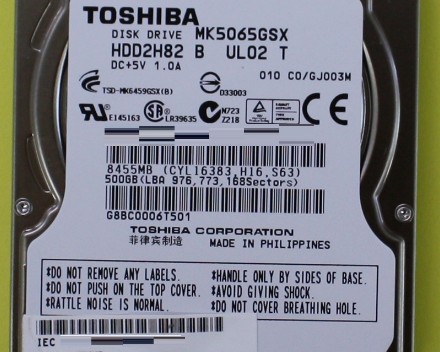 TOSHIBA
DISK DRIVE MK5065GSX
HDD2H82 B UL02 T
DC+5V 1.0A
010 C0/GJ003M
TSD-MK6459GSX(B)
D33003
E145163
LR39635
N723
Z218
8455MB (CYL16383,H16,S63)
500GB(LBA 976,773,168Sectors)
G8BC0006T501
TOSHIBA CORPORATION
菲律宾制造 MADE IN PHILIPPINES
*DO NOT REMOVE ANY LABELS.
*DO NOT PUSH ON THE TOP COVER.
*RATTLE NOISE IS NORMAL.
*HANDLE ONLY BY SIDES OF BASE.
*AVOID GIVING SHOCK.
*DO NOT COVER BREATHING HOLE.
IEC